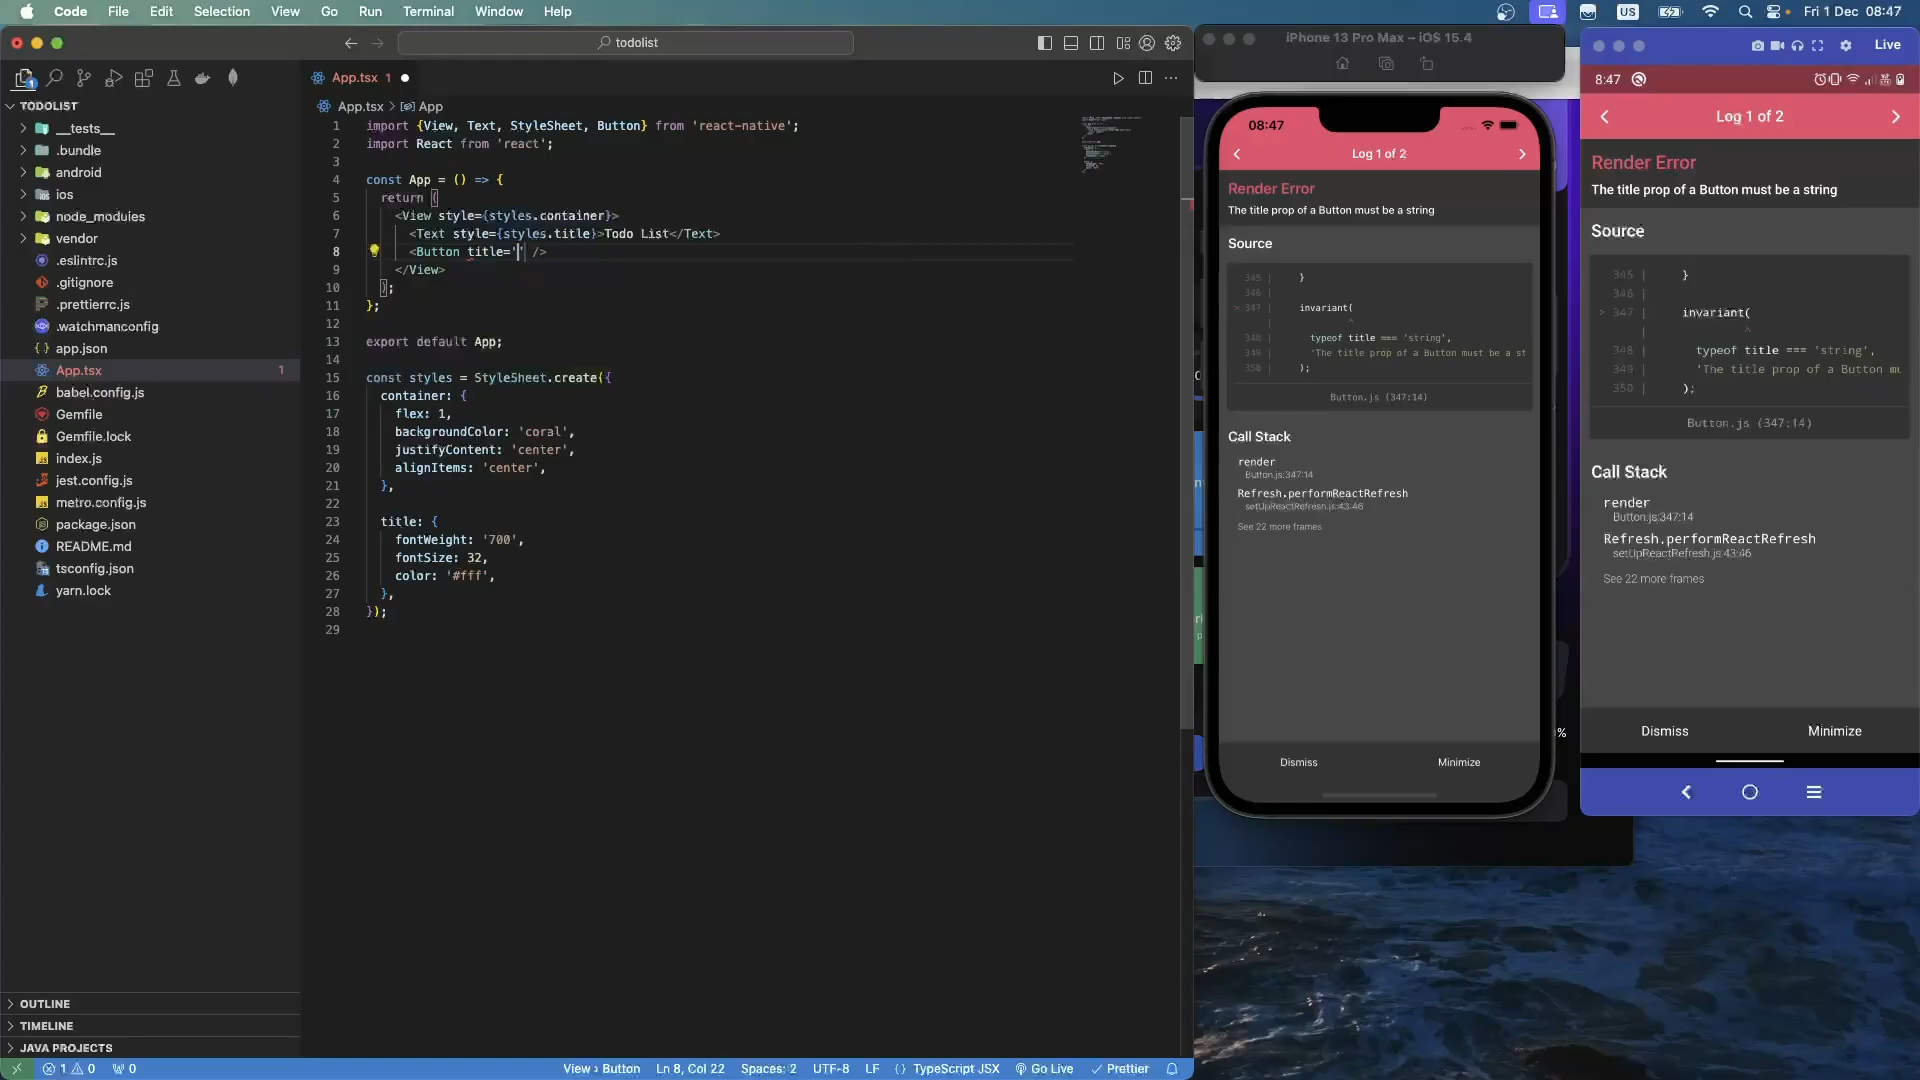 Code File Edit Selection View Go Run Terminal Window Help
US Fri 1 Dec 08:47
todolist
TODOLIST
__tests__
.bundle
android
ios
node_modules
vendor
.eslintrc.js
.gitignore
.prettierrc.js
.watchmanconfig
app.json
App.tsx 1
babel.config.js
Gemfile
Gemfile.lock
index.js
jest.config.js
metro.config.js
package.json
README.md
tsconfig.json
yarn.lock
OUTLINE
TIMELINE
JAVA PROJECTS
App.tsx 1
App.tsx > App
1 import {View, Text, StyleSheet, Button} from 'react-native';
2 import React from 'react';
3
4 const App = () => {
5 return (
6 <View style={styles.container}>
7 <Text style={styles.title}>Todo List</Text>
8 <Button title='' />
9 </View>
10 );
11 };
12
13 export default App;
14
15 const styles = StyleSheet.create({
16 container: {
17 flex: 1,
18 backgroundColor: 'coral',
19 justifyContent: 'center',
20 alignItems: 'center',
21 },
22
23 title: {
24 fontWeight: '700',
25 fontSize: 32,
26 color: '#fff',
27 },
28 });
29
1 0 0 View › Button Ln 8, Col 22 Spaces: 2 UTF-8 LF {} TypeScript JSX Go Live Prettier
iPhone 13 Pro Max – iOS 15.4
08:47
Log 1 of 2
Render Error
The title prop of a Button must be a string
Source
345 | }
346 |
> 347 | invariant(
| ^
348 | typeof title === 'string',
349 | 'The title prop of a Button must be a st
350 | );
Button.js (347:14)
Call Stack
render
Button.js:347:14
Refresh.performReactRefresh
setUpReactRefresh.js:43:46
See 22 more frames
Dismiss Minimize
%
Live
8:47
Log 1 of 2
Render Error
The title prop of a Button must be a string
Source
345 | }
346 |
> 347 | invariant(
| ^
348 | typeof title === 'string',
349 | 'The title prop of a Button mu
350 | );
Button.js (347:14)
Call Stack
render
Button.js:347:14
Refresh.performReactRefresh
setUpReactRefresh.js:43:46
See 22 more frames
Dismiss Minimize